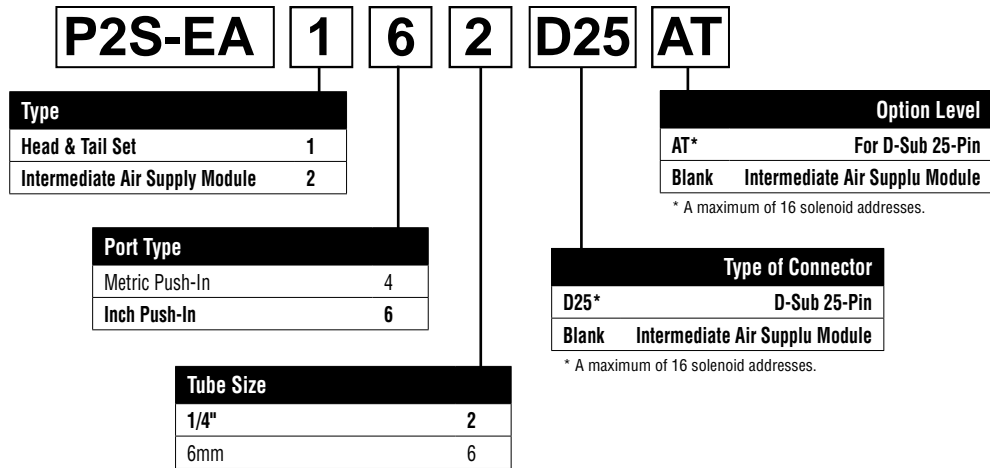 P2S-EA 1 6 2 D25 AT
Type
Head & Tail Set 1
Intermediate Air Supply Module 2
Option Level
AT* For D-Sub 25-Pin
Blank Intermediate Air Supplu Module
* A maximum of 16 solenoid addresses.
Port Type
Metric Push-In 4
Inch Push-In 6
Type of Connector
D25* D-Sub 25-Pin
Blank Intermediate Air Supplu Module
* A maximum of 16 solenoid addresses.
Tube Size
1/4" 2
6mm 6